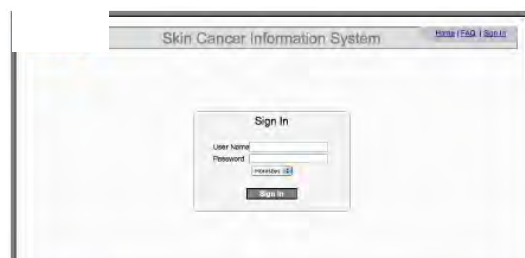 Skin Cancer Information System
Home | FAQ | Sign In
Sign In
User Name
Password
Sign In